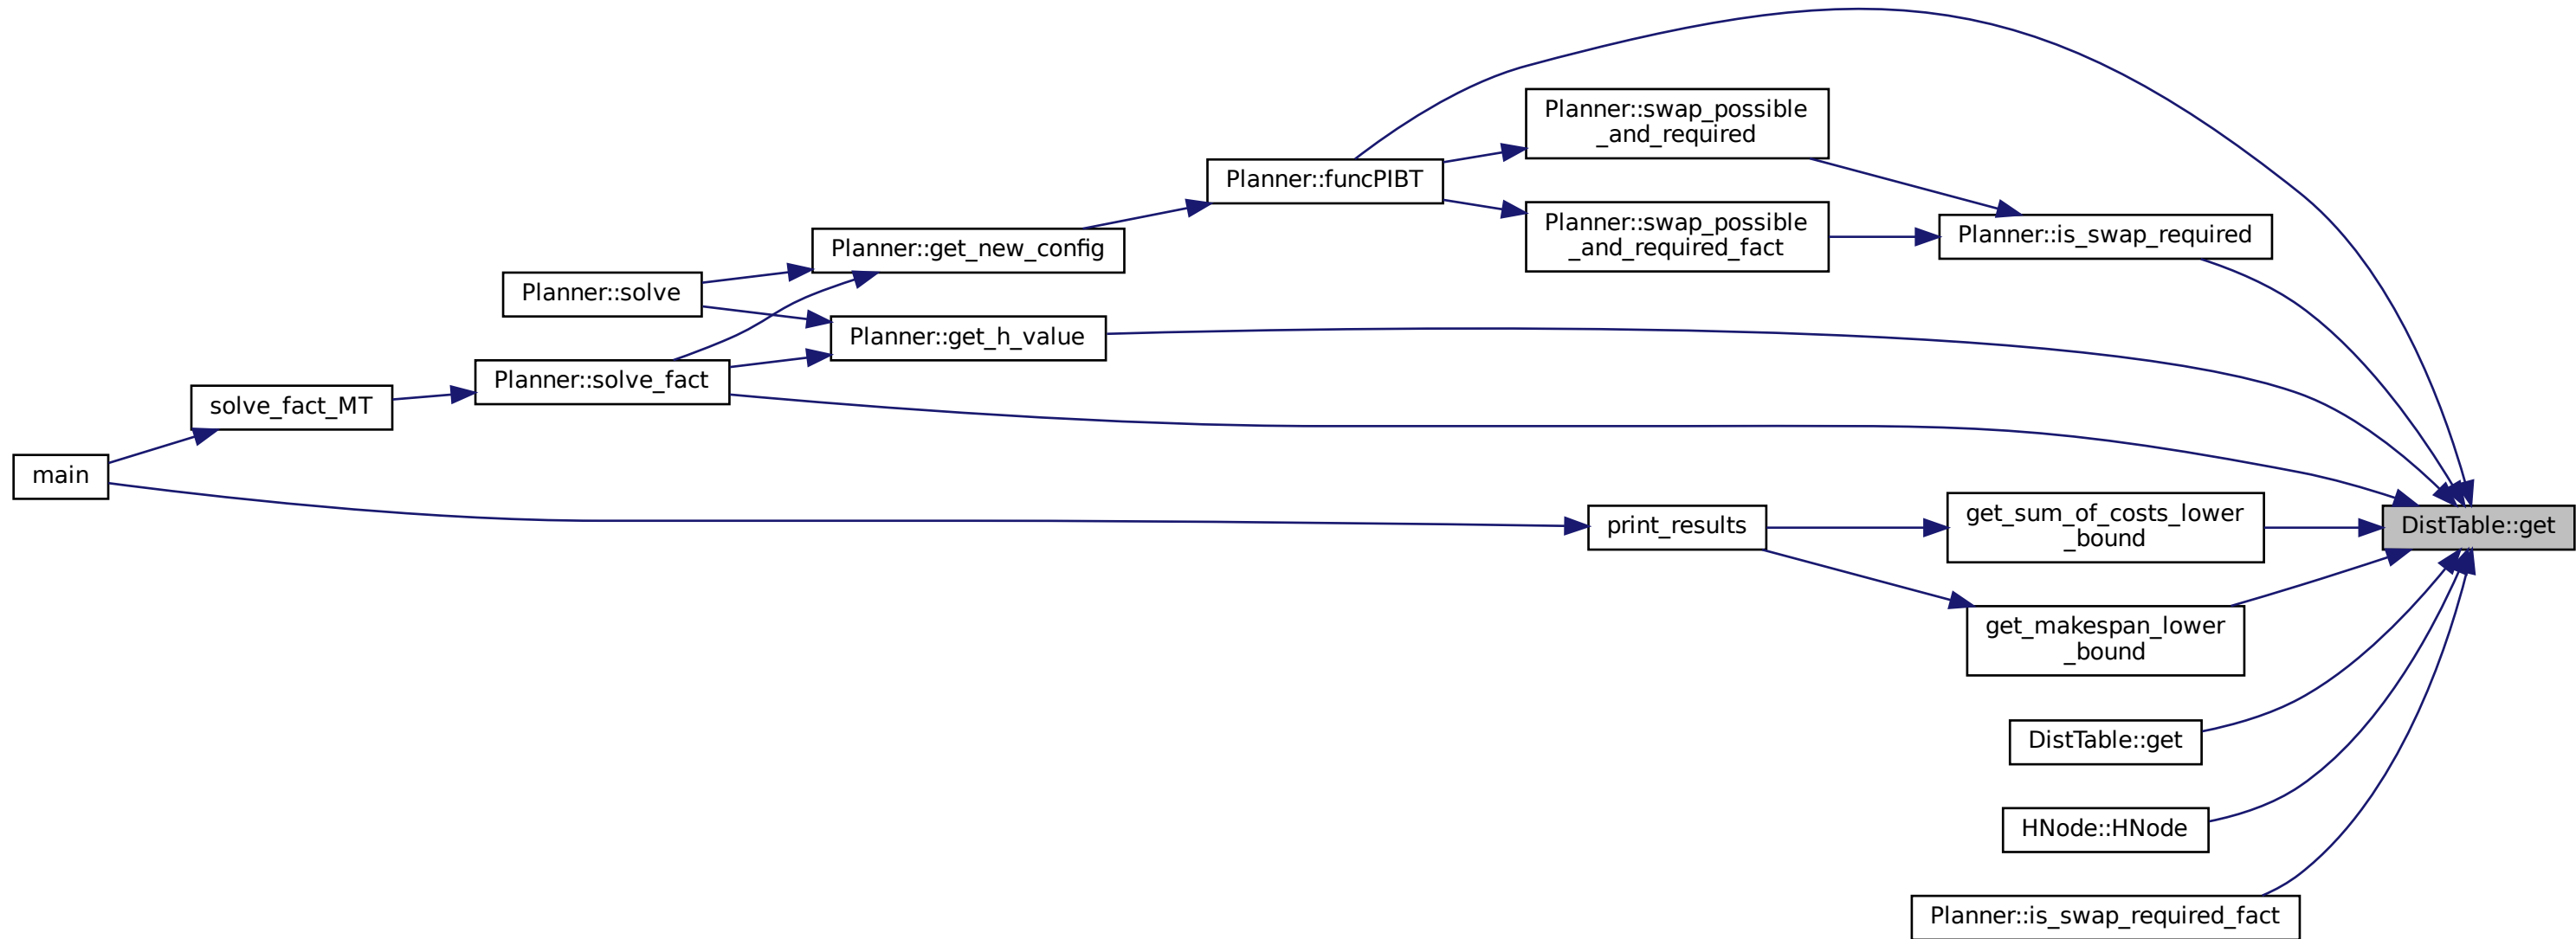 Planner::swap_possible
_and_required
Planner::funcPIBT
Planner::swap_possible
_and_required_fact
Planner::is_swap_required
Planner::get_new_config
Planner::solve
Planner::get_h_value
Planner::solve_fact
solve_fact_MT
main
print_results
get_sum_of_costs_lower
_bound
DistTable::get
get_makespan_lower
_bound
DistTable::get
HNode::HNode
Planner::is_swap_required_fact